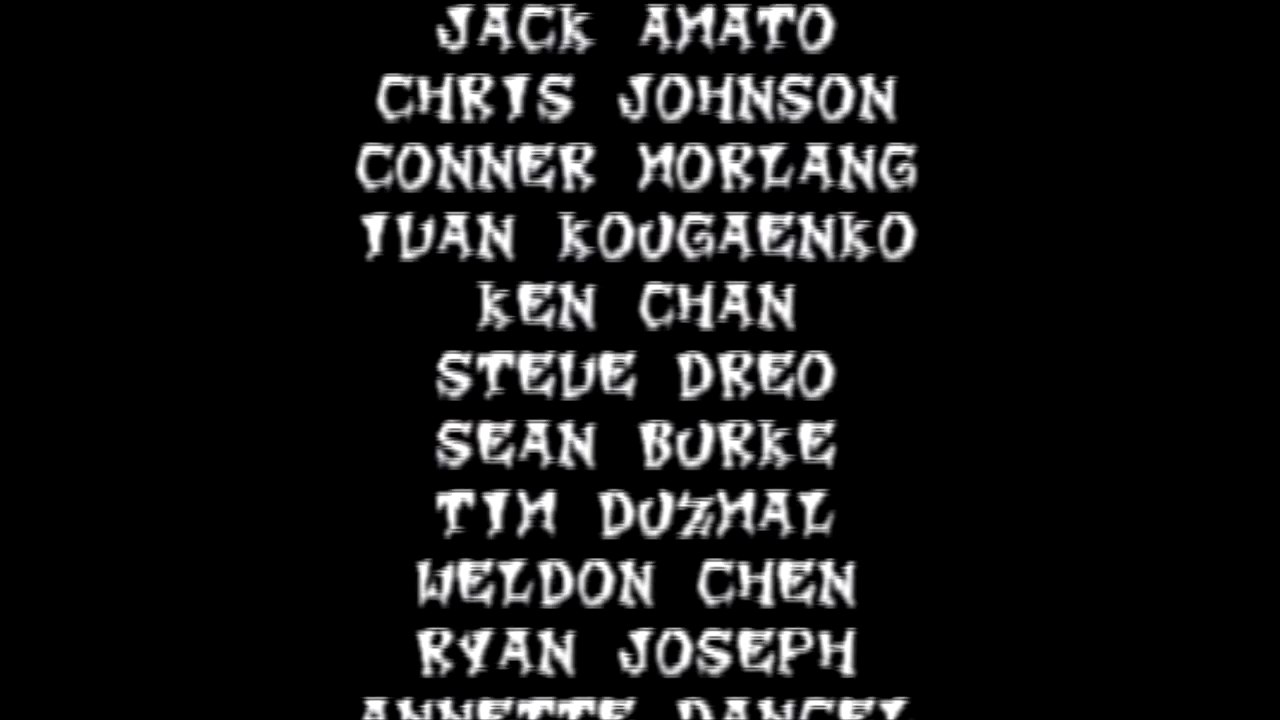 JACK AMATO
CHRIS JOHNSON
CONNER MORLANG
IVAN KOUGAENKO
KEN CHAN
STEVE DREO
SEAN BURKE
TIM DUZMAL
WELDON CHEN
RYAN JOSEPH
ANNETTE